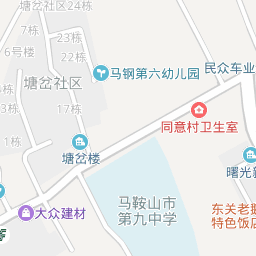 塘岔社区24栋
7栋
23栋
6号楼
22栋
马钢第六幼儿园
民众车业
塘岔社区
17栋
同意村卫生室
1栋
塘岔楼
曙光新
马鞍山市
第九中学
大众建材
东关老
特色饭店